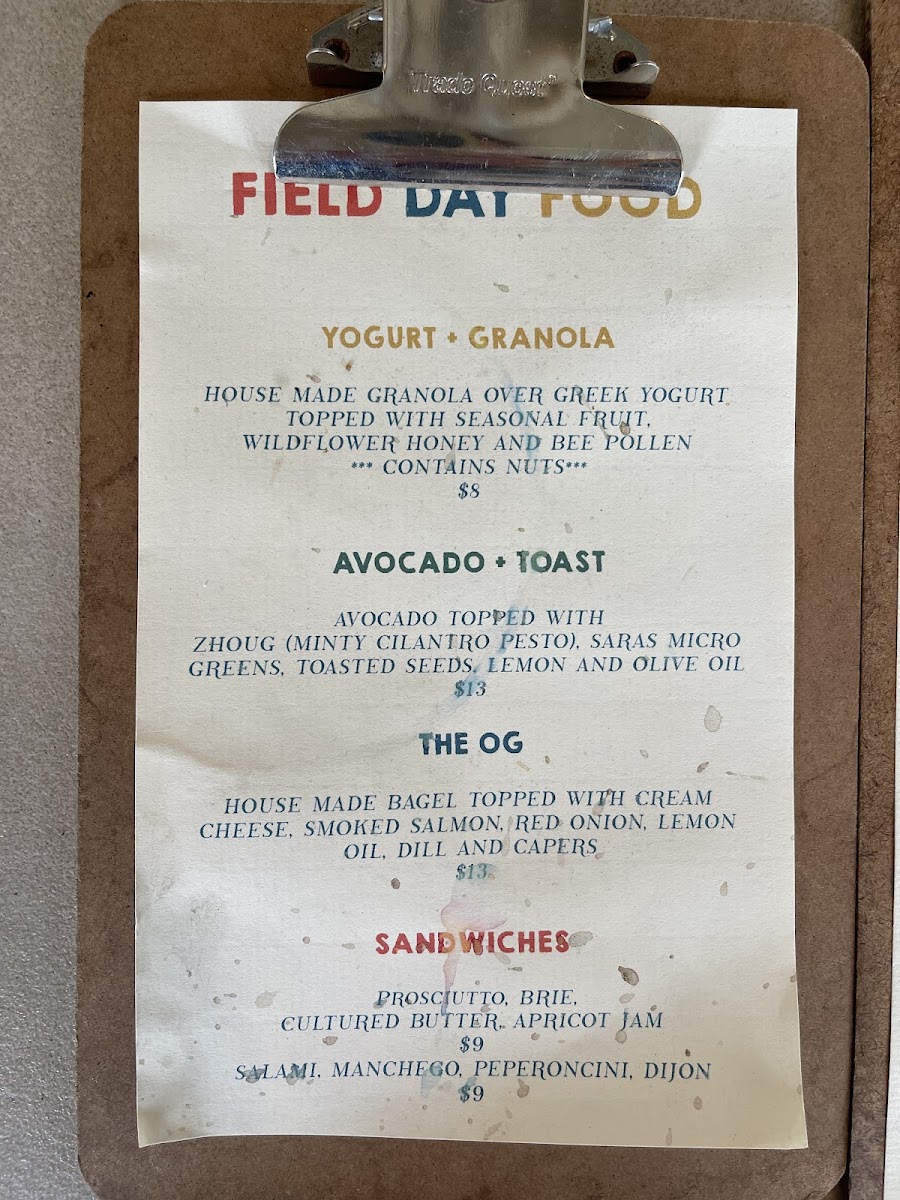 Trade Quest
FIELD DAY FOOD
YOGURT + GRANOLA
HOUSE MADE GRANOLA OVER GREEK YOGURT
TOPPED WITH SEASONAL FRUIT,
WILDFLOWER HONEY AND BEE POLLEN
*** CONTAINS NUTS***
$8
AVOCADO + TOAST
AVOCADO TOPPED WITH
ZHOUG (MINTY CILANTRO PESTO), SARAS MICRO
GREENS, TOASTED SEEDS, LEMON AND OLIVE OIL
$13
THE OG
HOUSE MADE BAGEL TOPPED WITH CREAM
CHEESE, SMOKED SALMON, RED ONION, LEMON
OIL, DILL AND CAPERS
$13
SANDWICHES
PROSCIUTTO, BRIE,
CULTURED BUTTER, APRICOT JAM
$9
SALAMI, MANCHEGO, PEPERONCINI, DIJON
$9